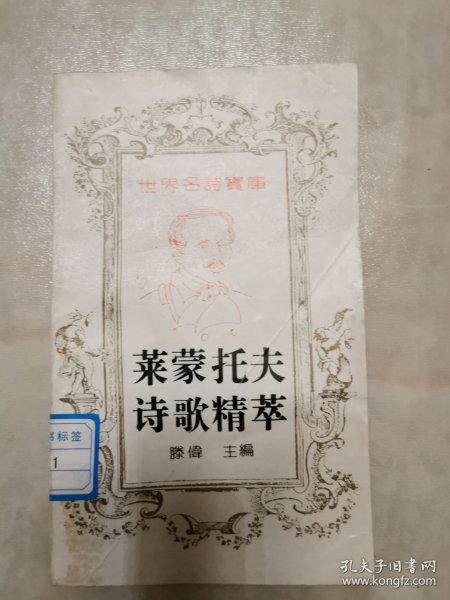 世界名詩寶庫
莱蒙托夫
诗歌精萃
滕偉 主編
书标签
1
孔夫子旧书网
www.kongfz.com